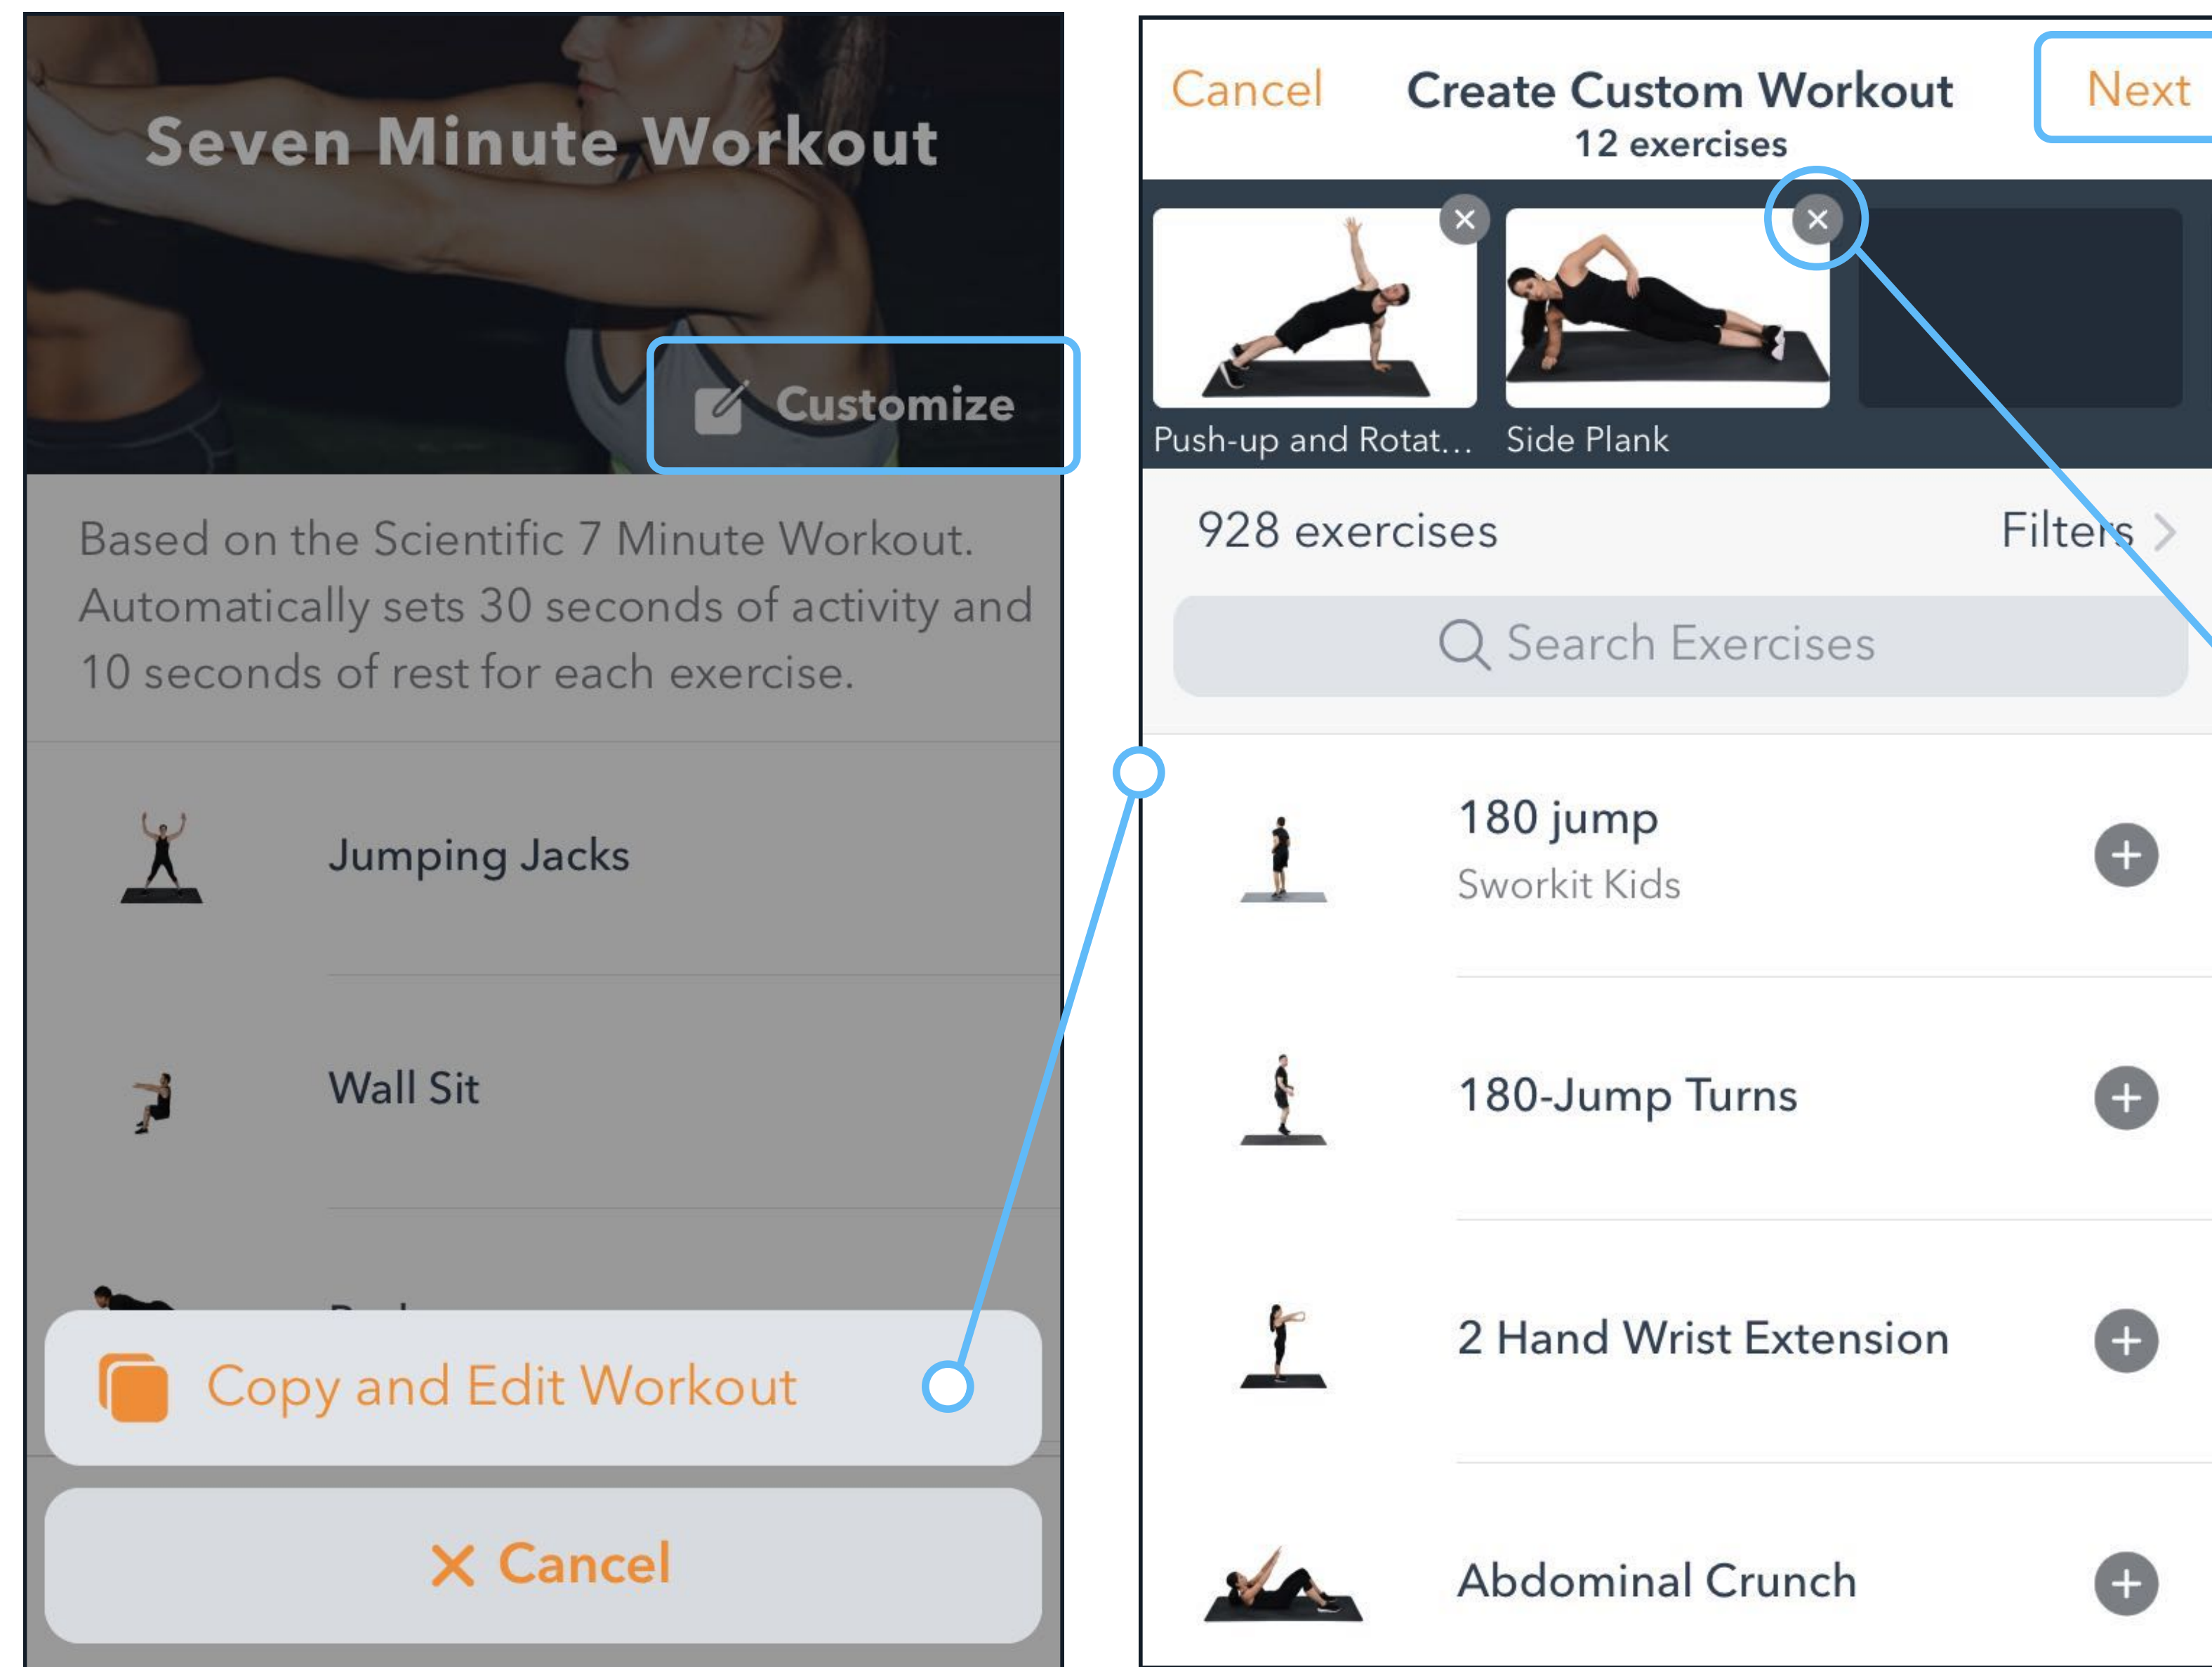 Seven Minute Workout
Customize
Based on the Scientific 7 Minute Workout.
Automatically sets 30 seconds of activity and
10 seconds of rest for each exercise.
Jumping Jacks
Wall Sit
Copy and Edit Workout
Cancel
Cancel
Create Custom Workout
Next
12 exercises
Push-up and Rotat...
Side Plank
928 exercises
Filters
Search Exercises
180 jump
Sworkit Kids
180-Jump Turns
2 Hand Wrist Extension
Abdominal Crunch